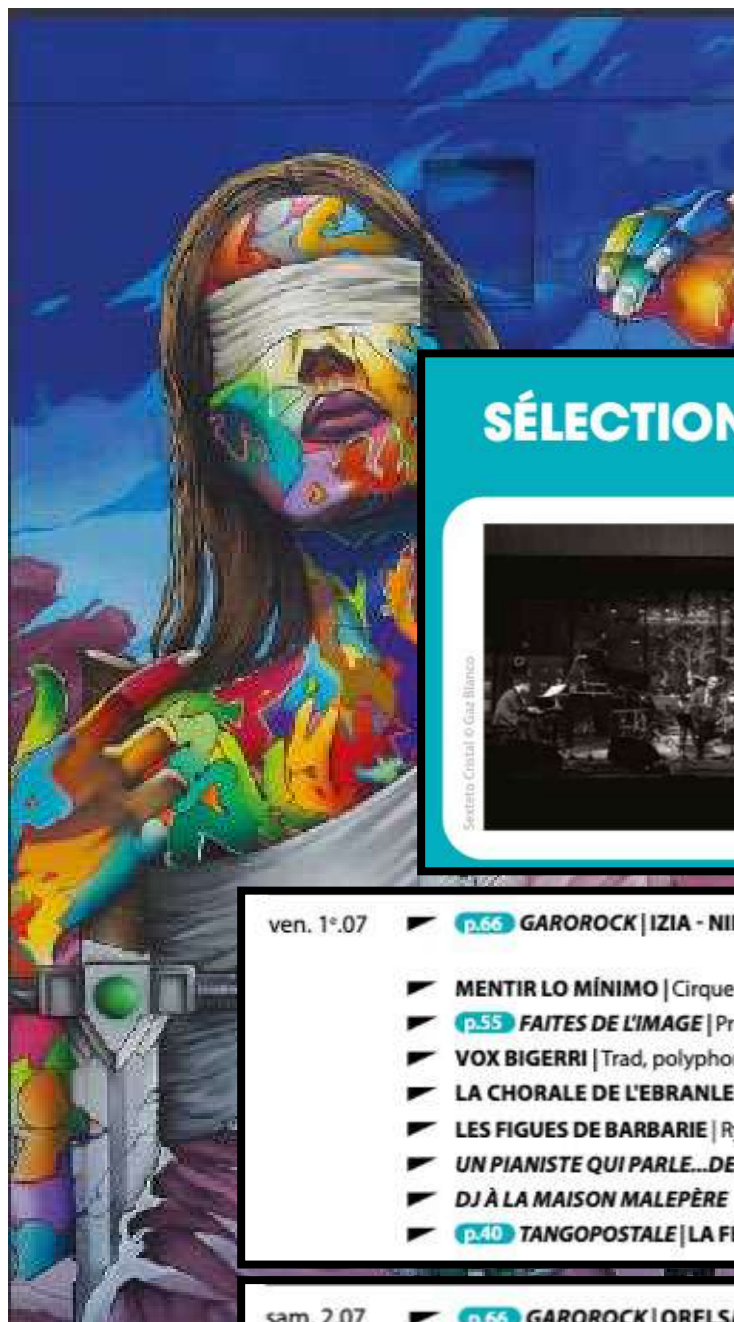 SÉLECTION
Sexteto Cristal © Gaz Blanco
ven. 1ᵉ.07 p.66 GAROROCK | IZIA - NI
MENTIR LO MÍNIMO | Cirque
p.55 FAITES DE L'IMAGE | Pr
VOX BIGERRI | Trad, polypho
LA CHORALE DE L'EBRANLE
LES FIGUES DE BARBARIE | R
UN PIANISTE QUI PARLE...DE
DJ À LA MAISON MALEPÈRE
p.40 TANGOPOSTALE | LA F
sam. 2.07 p.66 GAROROCK | ORELSA